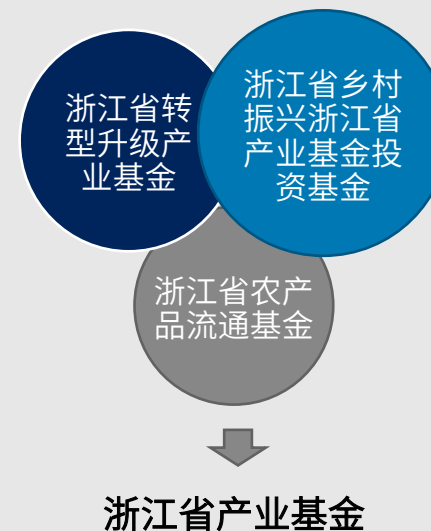 浙江省转
型升级产
业基金
浙江省乡村
振兴浙江省
产业基金投
资基金
浙江省农产
品流通基金
浙江省产业基金